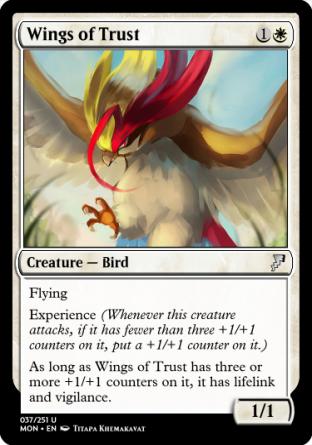 Wings of Trust 1
Creature — Bird
Flying
Experience (Whenever this creature
attacks, if it has fewer than three +1/+1
counters on it, put a +1/+1 counter on it.)
As long as Wings of Trust has three or
more +1/+1 counters on it, it has lifelink
and vigilance.
1/1
037/251 U
MON • EN Titapa Khemakavat